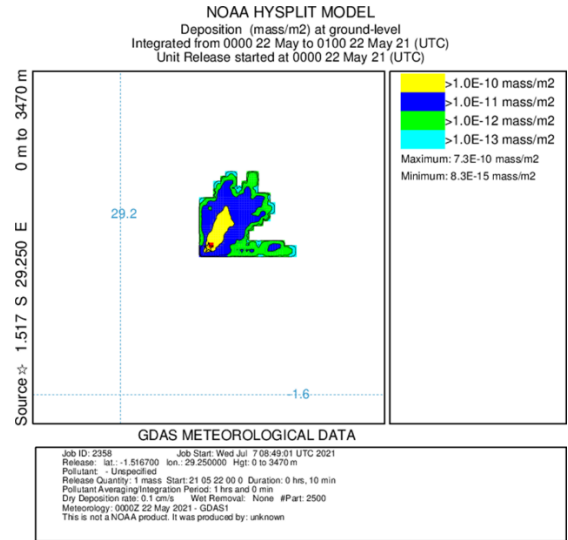 NOAA HYSPLIT MODEL
Deposition (mass/m2) at ground-level
Integrated from 0000 22 May to 0100 22 May 21 (UTC)
Unit Release started at 0000 22 May 21 (UTC)
Source ☆ 1.517 S 29.250 E 0 m to 3470 m
>1.0E-10 mass/m2
>1.0E-11 mass/m2
>1.0E-12 mass/m2
>1.0E-13 mass/m2
Maximum: 7.3E-10 mass/m2
Minimum: 8.3E-15 mass/m2
29.2
-1.6
GDAS METEOROLOGICAL DATA
Job ID: 2358 Job Start: Wed Jul 7 08:49:01 UTC 2021
Release: lat.: -1.516700 lon.: 29.250000 Hgt: 0 to 3470 m
Pollutant: - Unspecified
Release Quantity: 1 mass Start: 21 05 22 00 0 Duration: 0 hrs, 10 min
Pollutant Averaging/Integration Period: 1 hrs and 0 min
Dry Deposition rate: 0.1 cm/s Wet Removal: None #Part: 2500
Meteorology: 0000Z 22 May 2021 - GDAS1
This is not a NOAA product. It was produced by: unknown